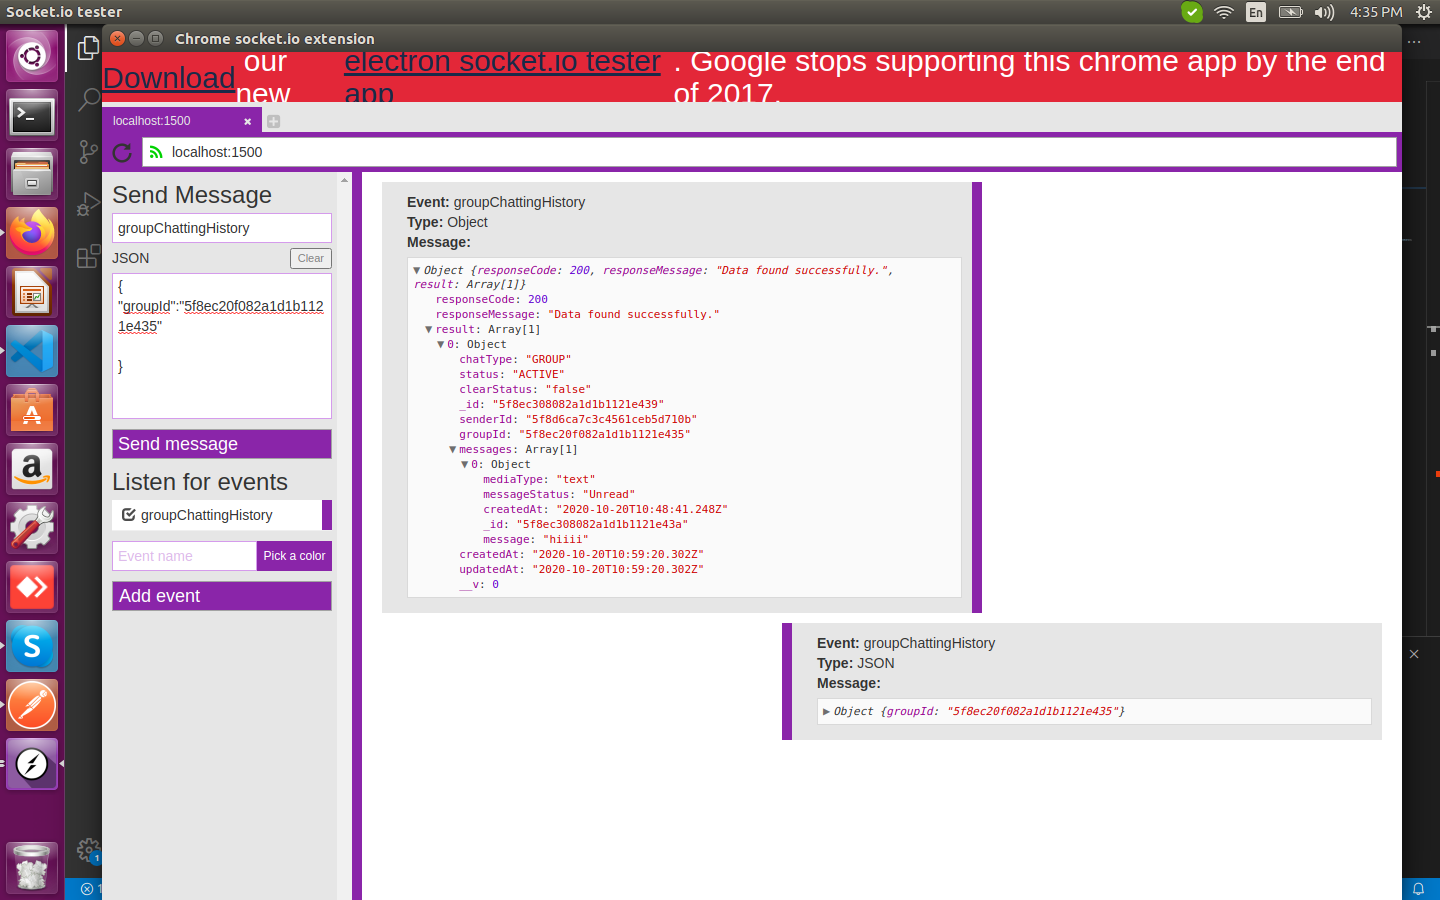 Socket.io tester
En
4:35 PM
Chrome socket.io extension
Download our new electron socket.io tester app . Google stops supporting this chrome app by the end of 2017.
localhost:1500
localhost:1500
Send Message
groupChattingHistory
JSON
Clear
{
"groupId":"5f8ec20f082a1d1b112
1e435"
}
Send message
Listen for events
groupChattingHistory
Event name
Pick a color
Add event
Event: groupChattingHistory
Type: Object
Message:
▼Object {responseCode: 200, responseMessage: "Data found successfully.",
result: Array[1]}
responseCode: 200
responseMessage: "Data found successfully."
▼result: Array[1]
▼0: Object
chatType: "GROUP"
status: "ACTIVE"
clearStatus: "false"
_id: "5f8ec308082a1d1b1121e439"
senderId: "5f8d6ca7c3c4561ceb5d710b"
groupId: "5f8ec20f082a1d1b1121e435"
▼messages: Array[1]
▼0: Object
mediaType: "text"
messageStatus: "Unread"
createdAt: "2020-10-20T10:48:41.248Z"
_id: "5f8ec308082a1d1b1121e43a"
message: "hiiii"
createdAt: "2020-10-20T10:59:20.302Z"
updatedAt: "2020-10-20T10:59:20.302Z"
__v: 0
Event: groupChattingHistory
Type: JSON
Message:
▶Object {groupId: "5f8ec20f082a1d1b1121e435"}
1
1